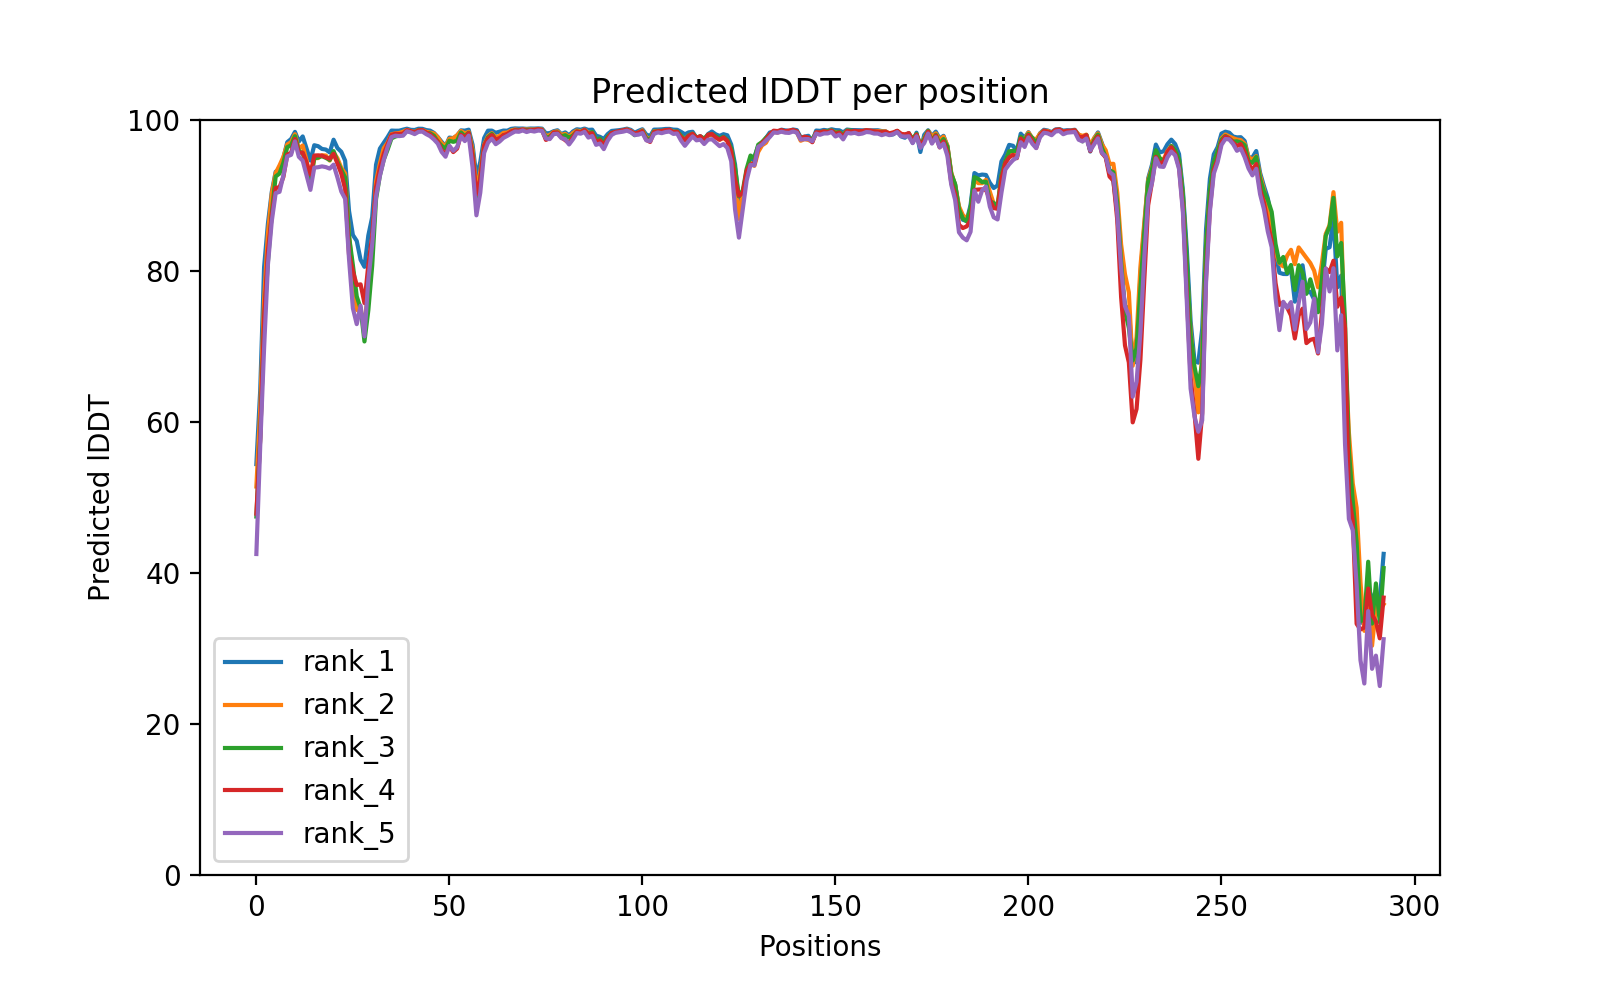 Predicted lDDT per position
100
80
60
40
20
0
Predicted lDDT
rank_1
rank_2
rank_3
rank_4
rank_5
0 50 100 150 200 250 300
Positions